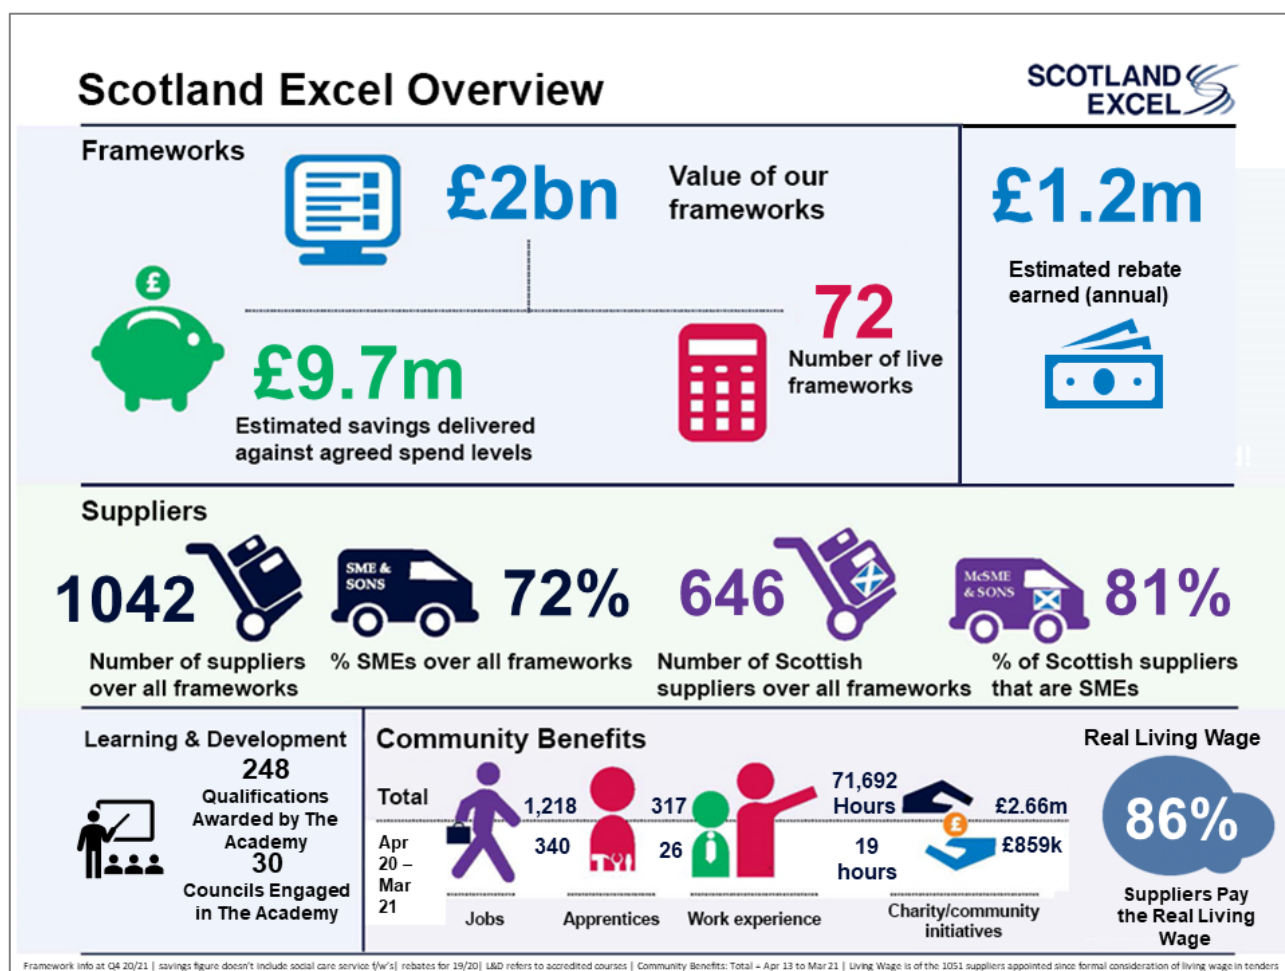 Scotland Excel Overview
SCOTLAND
EXCEL
Frameworks
£2bn
Value of our
frameworks
£1.2m
Estimated rebate
earned (annual)
£
£9.7m
Estimated savings delivered
against agreed spend levels
72
Number of live
frameworks
Suppliers
1042
Number of suppliers
over all frameworks
SME &
SONS
72%
% SMEs over all frameworks
646
Number of Scottish
suppliers over all frameworks
McSME
& SONS
81%
% of Scottish suppliers
that are SMEs
Learning & Development
248
Qualifications
Awarded by The
Academy
30
Councils Engaged
in The Academy
Community Benefits
Total
1,218
317
71,692
Hours
£2.66m
Apr
20 –
Mar
21
340
26
19
hours
£
£859k
Jobs
Apprentices
Work experience
Charity/community
initiatives
Real Living Wage
86%
Suppliers Pay
the Real Living
Wage
Framework info at Q4 20/21 | savings figure doesn't include social care service f/w's| rebates for 19/20| L&D refers to accredited courses | Community Benefits: Total – Apr 13 to Mar 21 | Living Wage is of the 1051 suppliers appointed since formal consideration of living wage in tenders